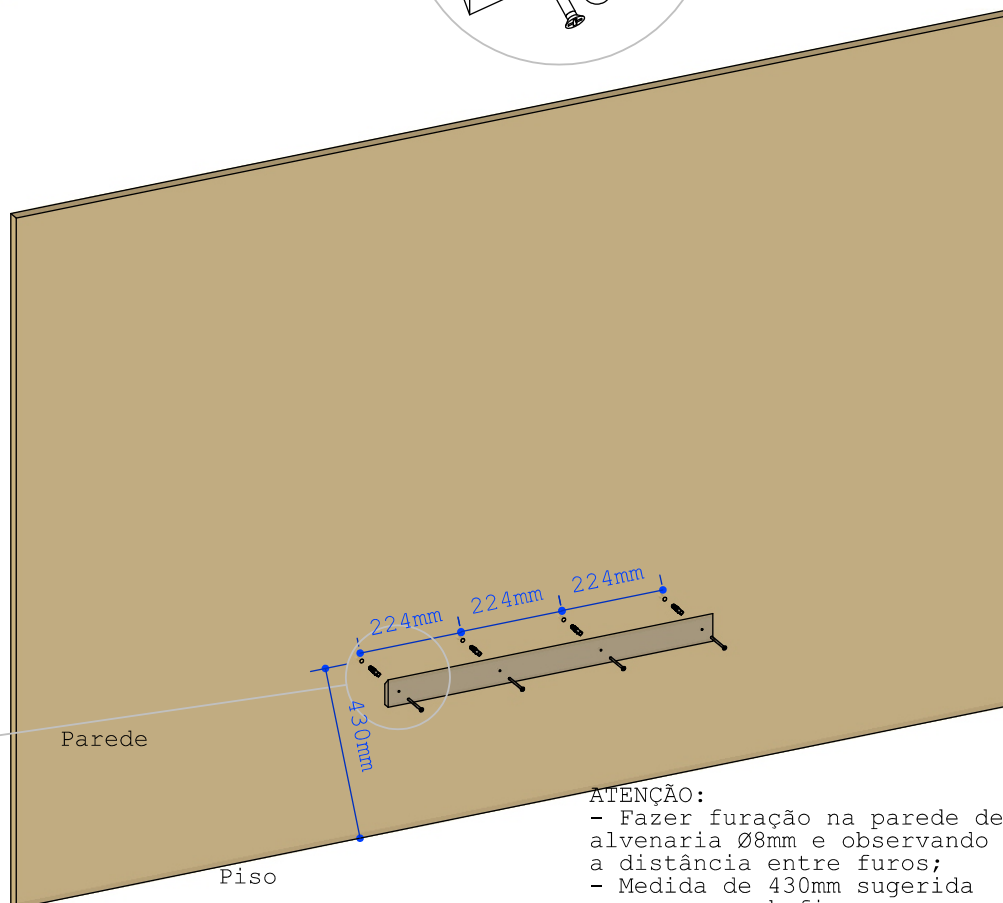 224mm
224mm
224mm
430mm
Parede
Piso
ATENÇÃO:
- Fazer furação na parede de
alvenaria Ø8mm e observando
a distância entre furos;
- Medida de 430mm sugerida